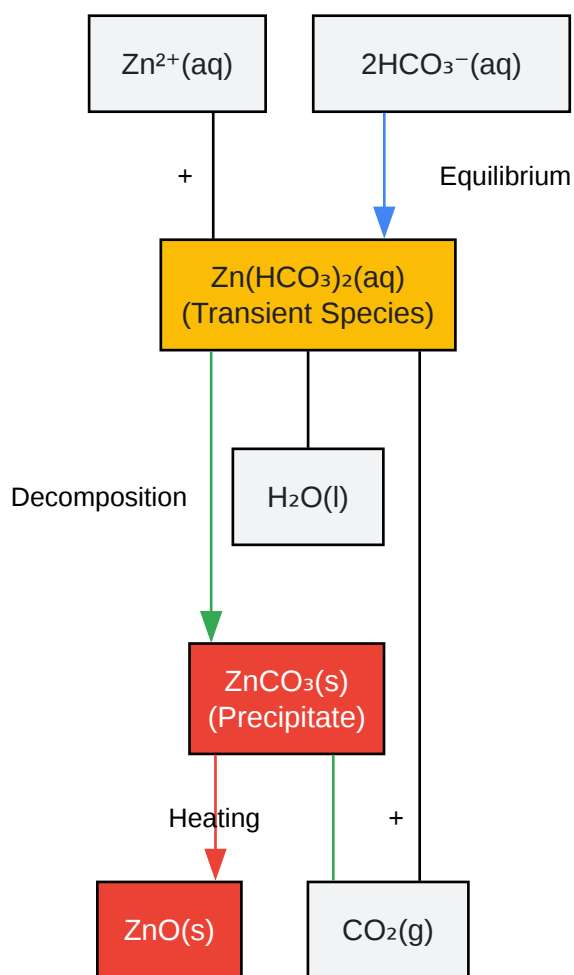 Zn²⁺(aq)
2HCO₃⁻(aq)
+
Equilibrium
Zn(HCO₃)₂(aq)
(Transient Species)
Decomposition
H₂O(l)
ZnCO₃(s)
(Precipitate)
Heating
+
ZnO(s)
CO₂(g)